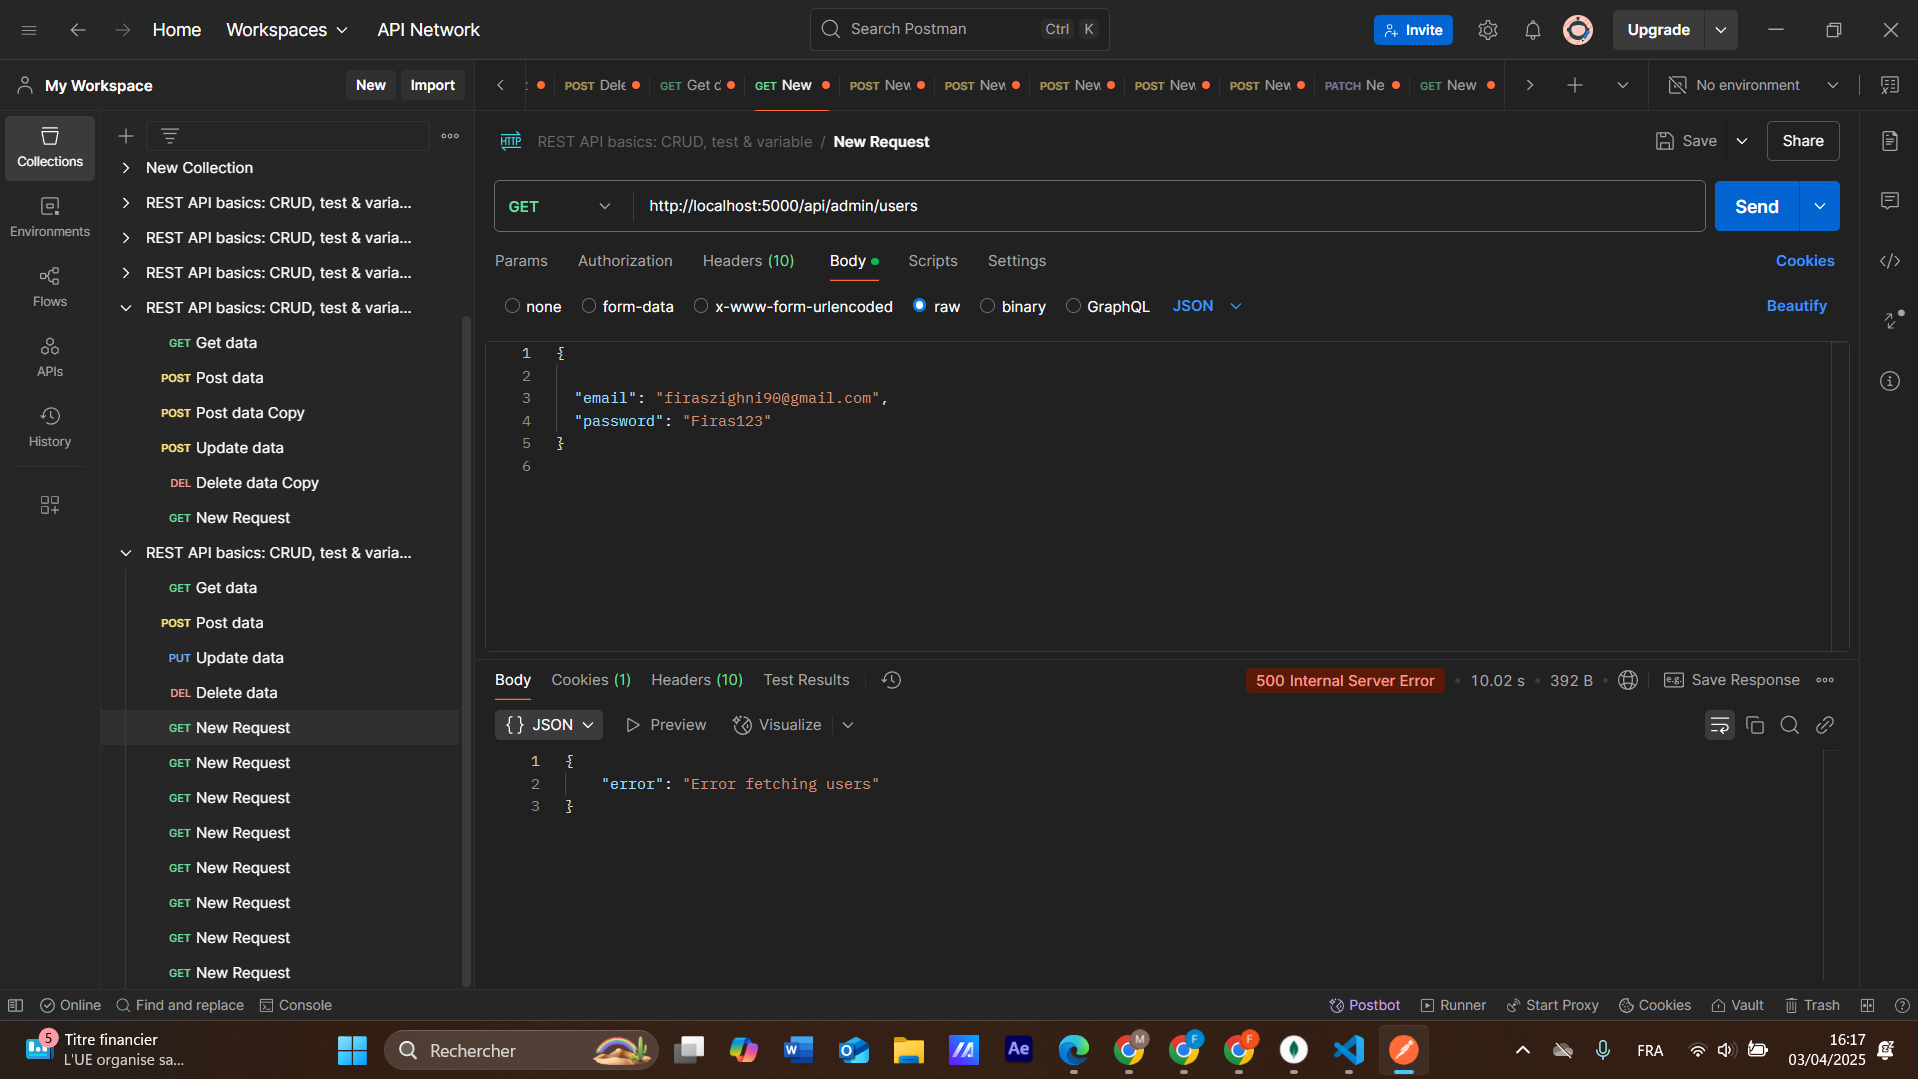 Home
Workspaces
API Network
Search Postman
Ctrl
K
Invite
Upgrade
My Workspace
New
Import
POST Dele
GET Get d
GET New
POST New
POST New
POST New
POST New
POST New
PATCH Ne
GET New
No environment
Collections
Environments
Flows
APIs
History
New Collection
REST API basics: CRUD, test & varia...
REST API basics: CRUD, test & varia...
REST API basics: CRUD, test & varia...
REST API basics: CRUD, test & varia...
GET Get data
POST Post data
POST Post data Copy
POST Update data
DEL Delete data Copy
GET New Request
REST API basics: CRUD, test & varia...
GET Get data
POST Post data
PUT Update data
DEL Delete data
GET New Request
GET New Request
GET New Request
GET New Request
GET New Request
GET New Request
GET New Request
GET New Request
HTTP REST API basics: CRUD, test & variable / New Request
Save
Share
GET
http://localhost:5000/api/admin/users
Send
Params
Authorization
Headers (10)
Body
Scripts
Settings
Cookies
none
form-data
x-www-form-urlencoded
raw
binary
GraphQL
JSON
Beautify
1 {
2
3 "email": "firaszighni90@gmail.com",
4 "password": "Firas123"
5 }
6
Body
Cookies (1)
Headers (10)
Test Results
500 Internal Server Error
10.02 s
392 B
e.g. Save Response
{} JSON
Preview
Visualize
1 {
2 "error": "Error fetching users"
3 }
Online
Find and replace
Console
Postbot
Runner
Start Proxy
Cookies
Vault
Trash
5
Titre financier
L'UE organise sa...
Rechercher
Ae
M
F
F
FRA
16:17
03/04/2025